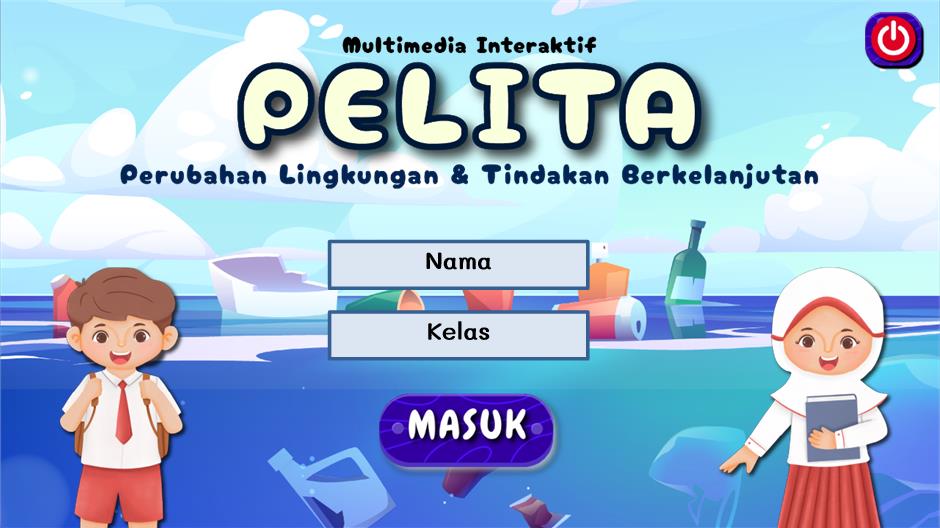 Multimedia Interaktif
PELITA
Perubahan Lingkungan & Tindakan Berkelanjutan
Nama
Kelas
MASUK